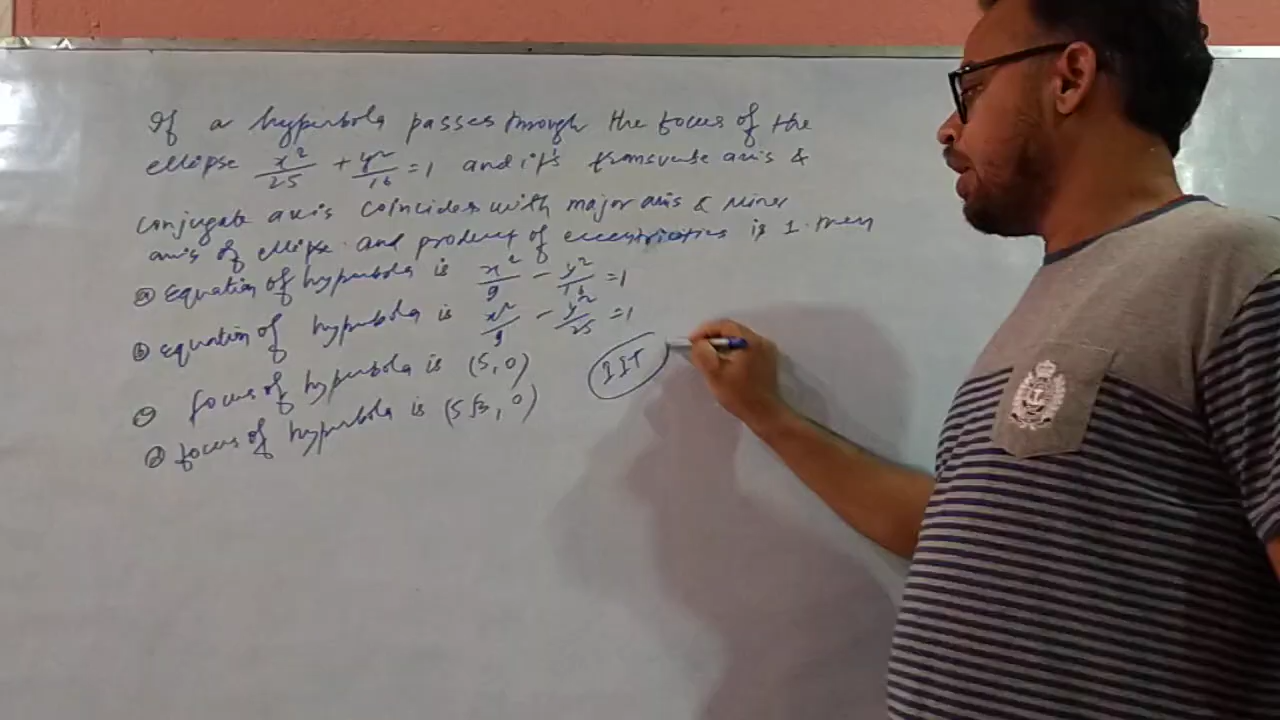 If a hyperbola passes through the focus of the
ellipse x²/25 + y²/16 = 1 and it's transverse axis &
conjugate axis coincides with major axis & Minor
axis of ellipse and product of eccentricities is 1. then
ⓐ equation of hyperbola is x²/9 - y²/16 = 1
ⓑ equation of hyperbola is x²/9 - y²/25 = 1
ⓒ focus of hyperbola is (5, 0)
ⓓ focus of hyperbola is (5√3, 0)
IIT